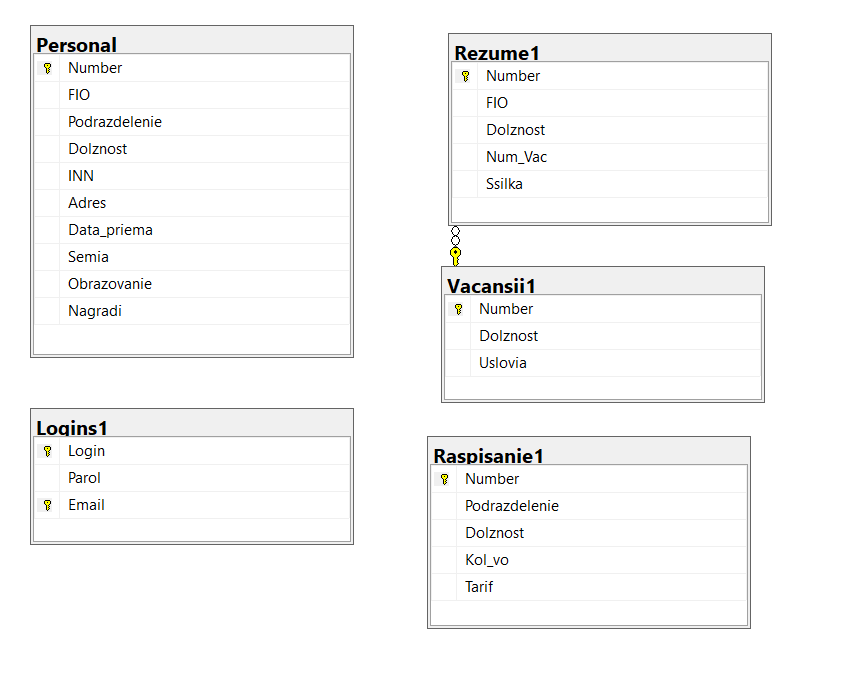 Personal
Number
FIO
Podrazdelenie
Dolznost
INN
Adres
Data_priema
Semia
Obrazovanie
Nagradi
Rezume1
Number
FIO
Dolznost
Num_Vac
Ssilka
Vacansii1
Number
Dolznost
Uslovia
Logins1
Login
Parol
Email
Raspisanie1
Number
Podrazdelenie
Dolznost
Kol_vo
Tarif